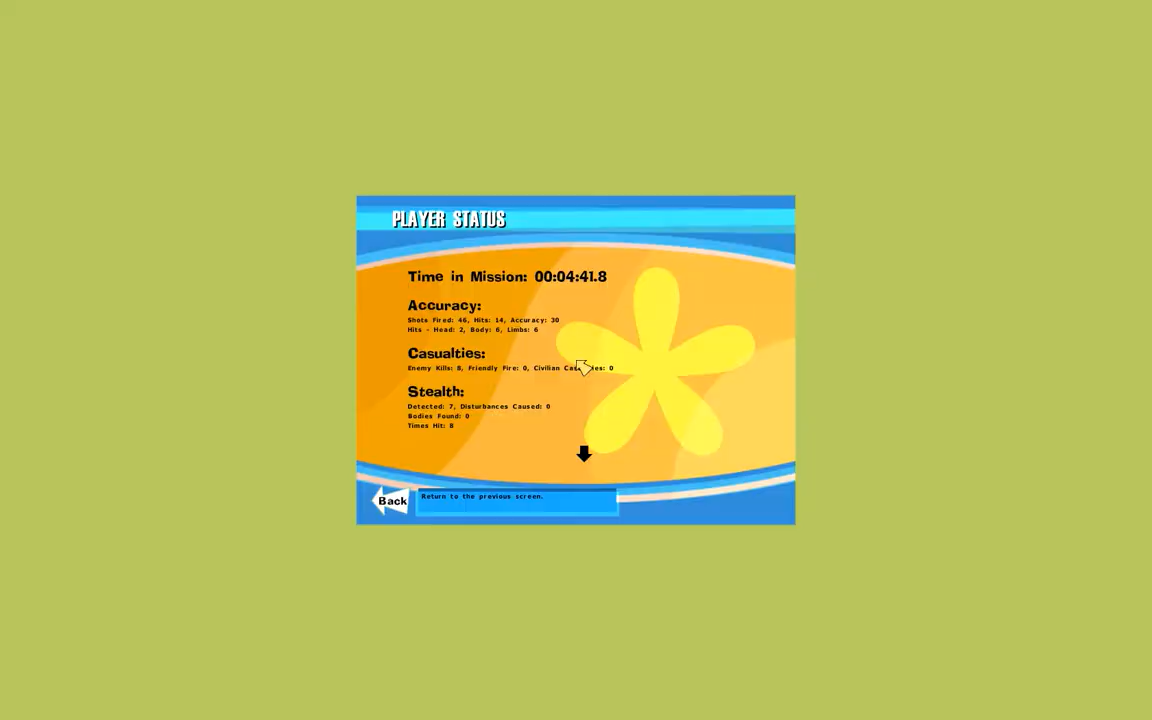 PLAYER STATUS
Time in Mission: 00:04:41.8
Accuracy:
Shots Fired: 46, Hits: 14, Accuracy: 30
Hits - Head: 2, Body: 6, Limbs: 6
Casualties:
Enemy Kills: 8, Friendly Fire: 0, Civilian 0
Stealth:
Detected: 7, Disturbances Caused: 0
Bodies Found: 0
Times Hit: 8
Back
Return to the previous screen.